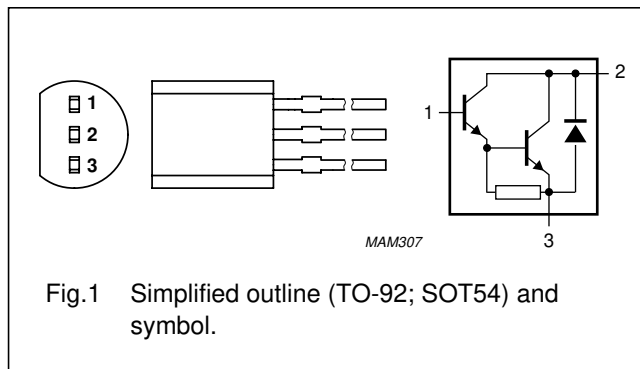 1
2
3
1
2
3
MAM307
Fig.1 Simplified outline (TO-92; SOT54) and
symbol.